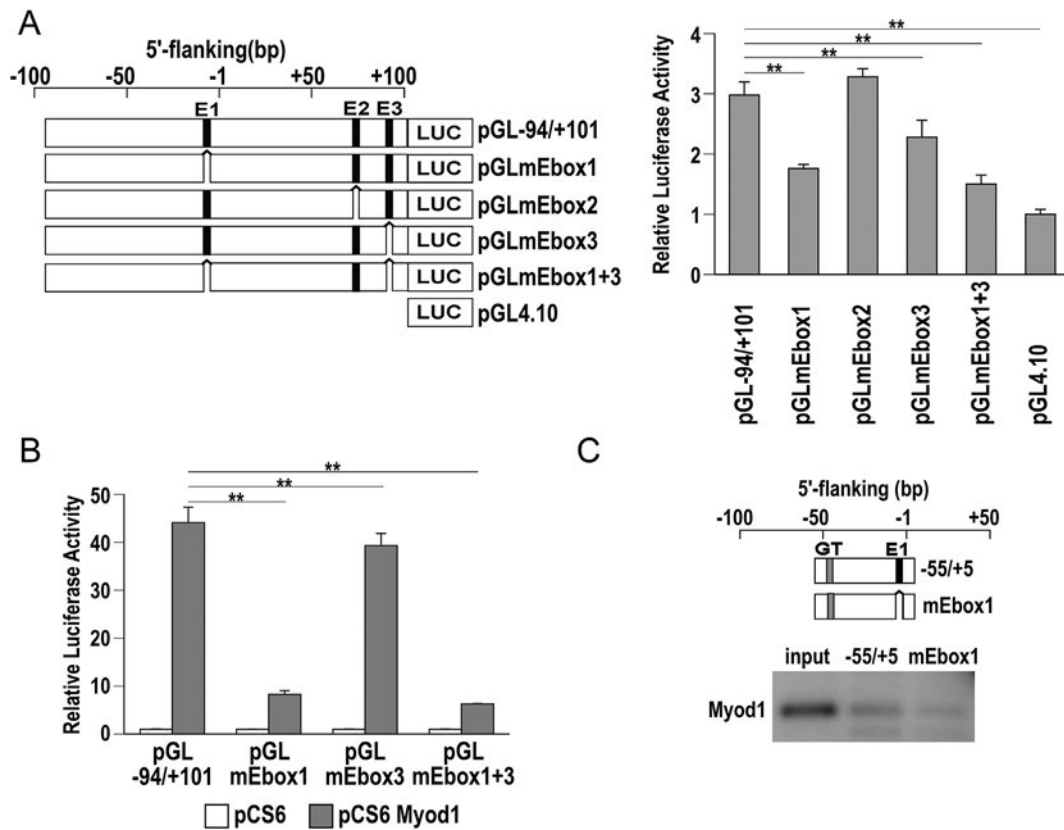 A
5'-flanking(bp)
-100 -50 -1 +50 +100
E1 E2 E3
LUC pGL-94/+101
LUC pGLmEbox1
LUC pGLmEbox2
LUC pGLmEbox3
LUC pGLmEbox1+3
LUC pGL4.10
Relative Luciferase Activity
4
3
2
1
0
**
**
**
**
**
pGL-94/+101
pGLmEbox1
pGLmEbox2
pGLmEbox3
pGLmEbox1+3
pGL4.10
B
Relative Luciferase Activity
50
40
30
20
10
0
**
**
**
pGL -94/+101
pGL mEbox1
pGL mEbox3
pGL mEbox1+3
pCS6 pCS6 Myod1
C
5'-flanking (bp)
-100 -50 -1 +50
GT E1
-55/+5
mEbox1
input -55/+5 mEbox1
Myod1